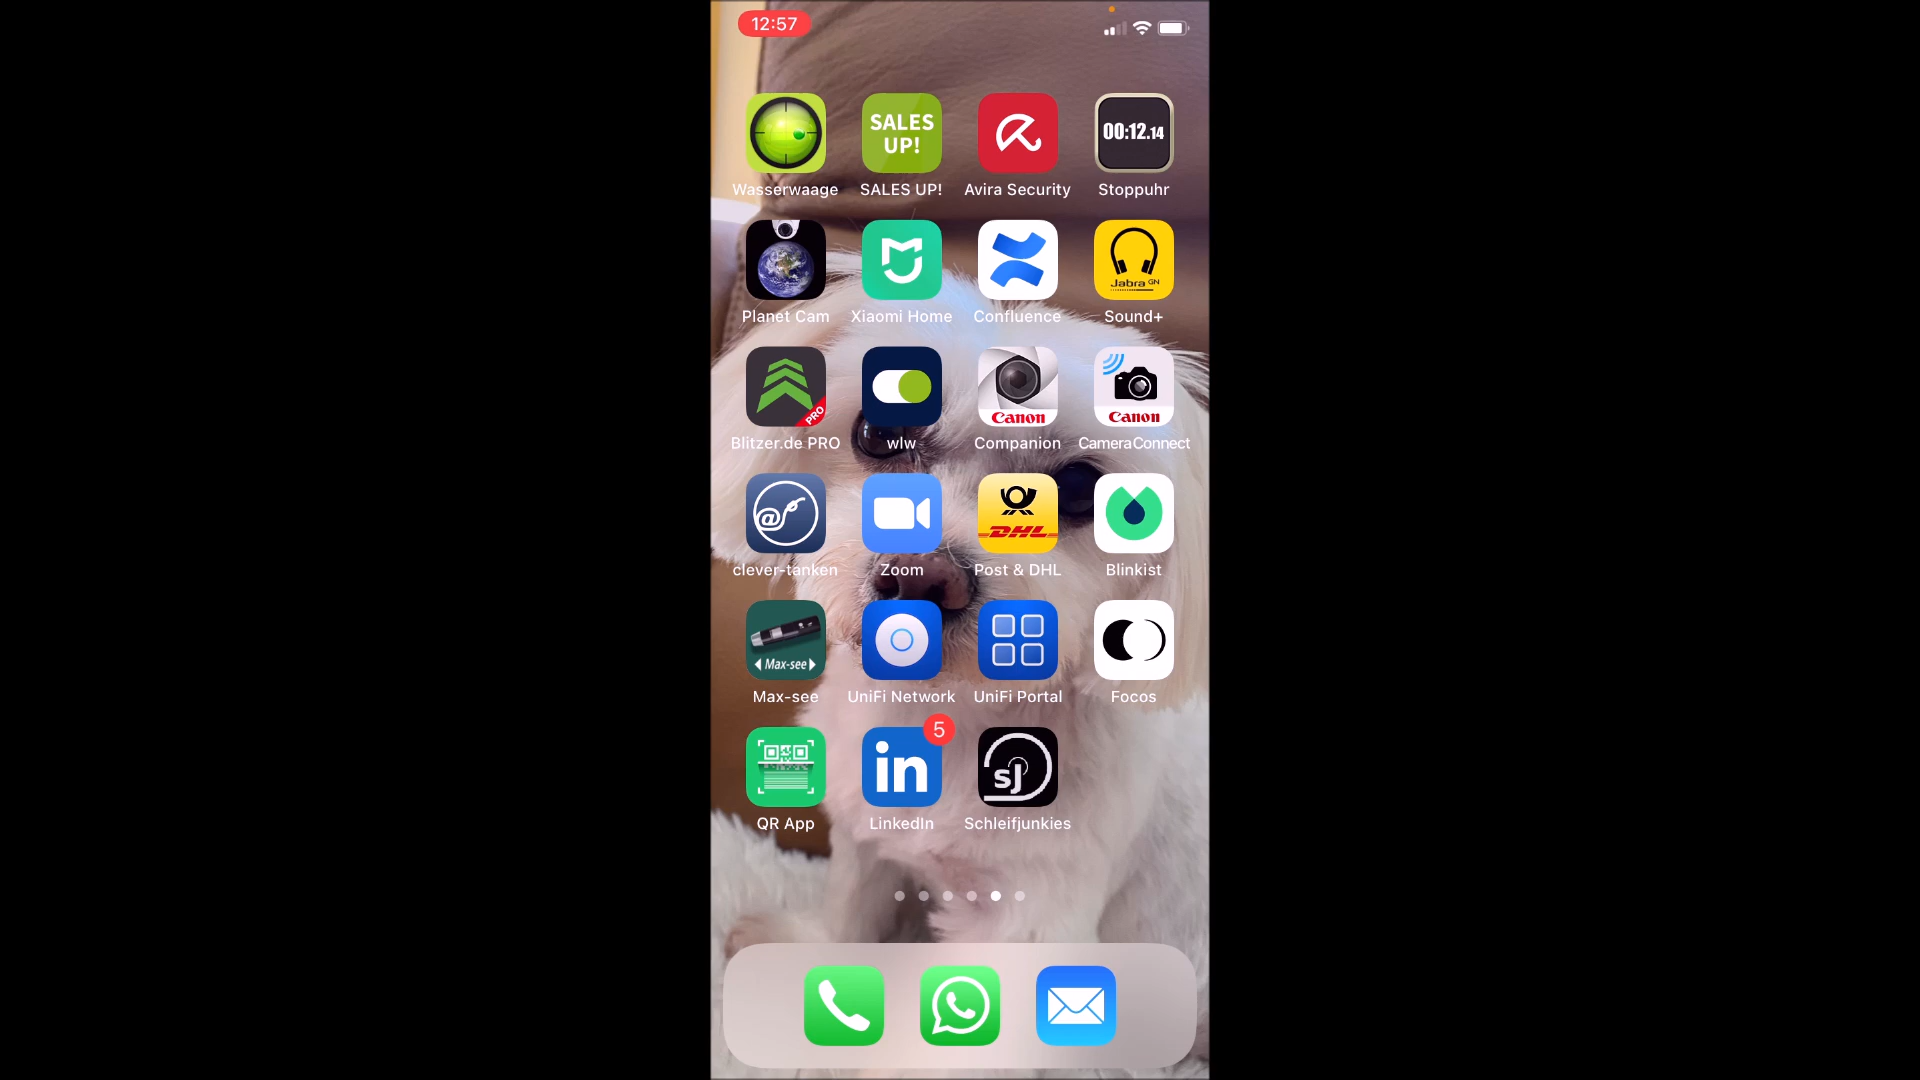 12:57
SALES
UP!
00:12.14
Wasserwaage
SALES UP!
Avira Security
Stoppuhr
Jabra GN
Planet Cam
Xiaomi Home
Confluence
Sound+
PRO
Canon
Canon
Blitzer.de PRO
wlw
Companion
CameraConnect
@
DHL
clever-tanken
Zoom
Post & DHL
Blinkist
Max-see
Max-see
UniFi Network
UniFi Portal
Focos
5
in
sj
QR App
LinkedIn
Schleifjunkies